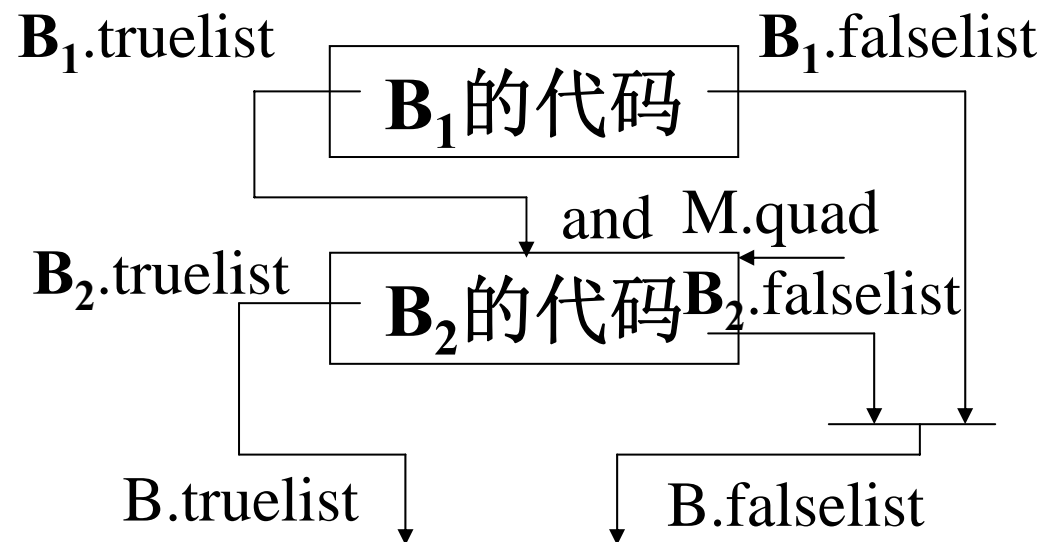 B₁.truelist
B₁.falselist
B₁的代码
and M.quad
B₂.truelist
B₂的代码
B₂.falselist
B.truelist
B.falselist